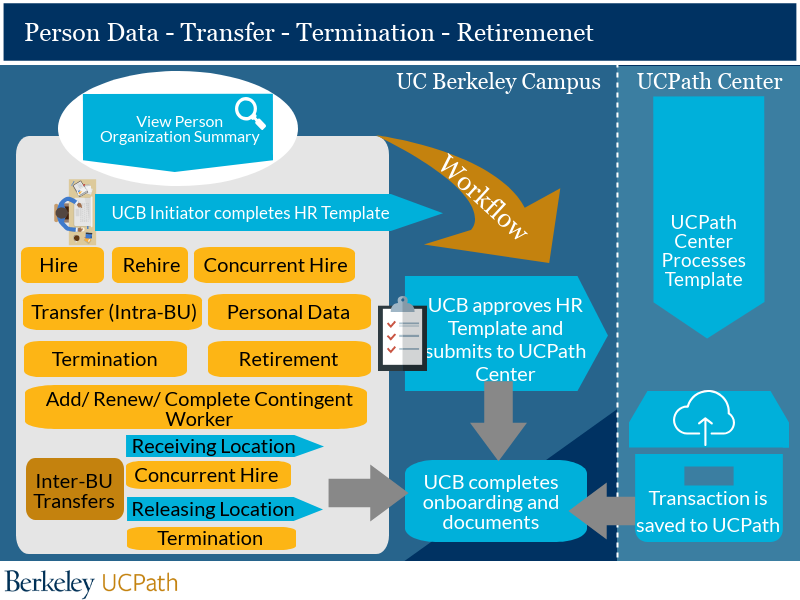 Person Data - Transfer - Termination - Retiremenet
UC Berkeley Campus
UCPath Center
View Person
Organization Summary
UCB Initiator completes HR Template
Workflow
Hire
Rehire
Concurrent Hire
Transfer (Intra-BU)
Personal Data
Termination
Retirement
Add/ Renew/ Complete Contingent
Worker
Inter-BU
Transfers
Receiving Location
Concurrent Hire
Releasing Location
Termination
UCB approves HR
Template and
submits to UCPath
Center
UCB completes
onboarding and
documents
UCPath
Center
Processes
Template
Transaction is
saved to UCPath
Berkeley UCPath